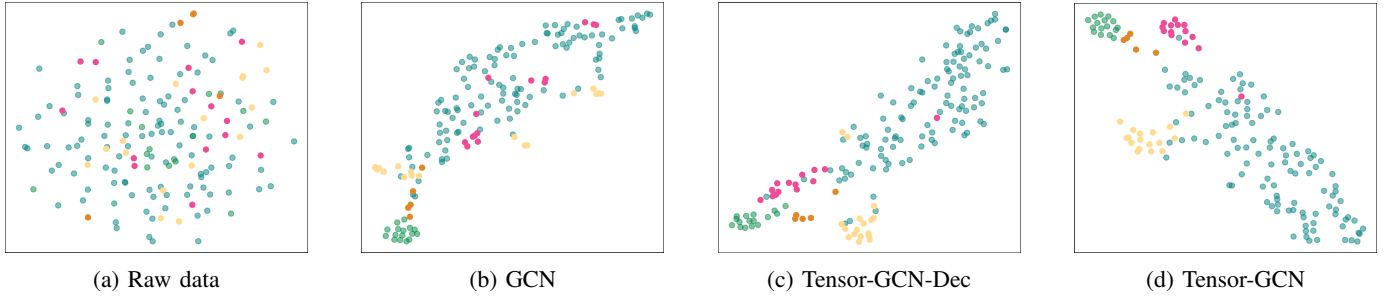 (a) Raw data
(b) GCN
(c) Tensor-GCN-Dec
(d) Tensor-GCN